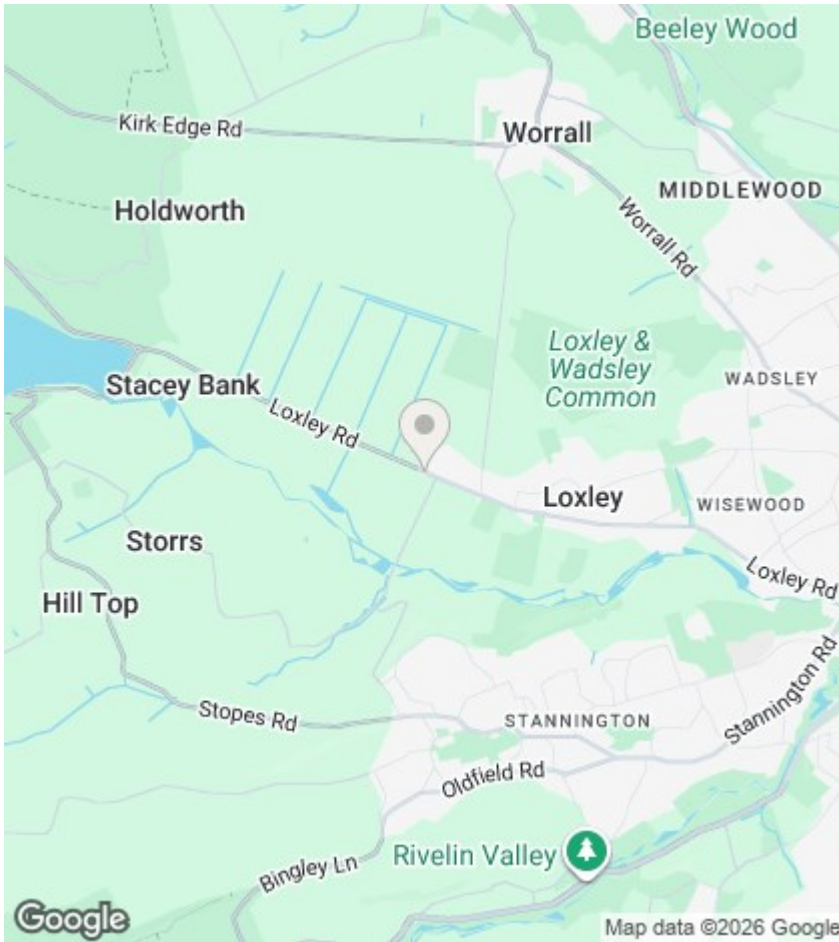 Beeley Wood
Kirk Edge Rd
Worrall
MIDDLEWOOD
Holdworth
Worrall Rd
Loxley &
Wadsley
Common
WADSLEY
Stacey Bank
Loxley Rd
Loxley
WISEWOOD
Storrs
Loxley Rd
Hill Top
Stopes Rd
STANNINGTON
Stannington Rd
Oldfield Rd
Rivelin Valley
Bingley Ln
Google
Map data ©2026 Google